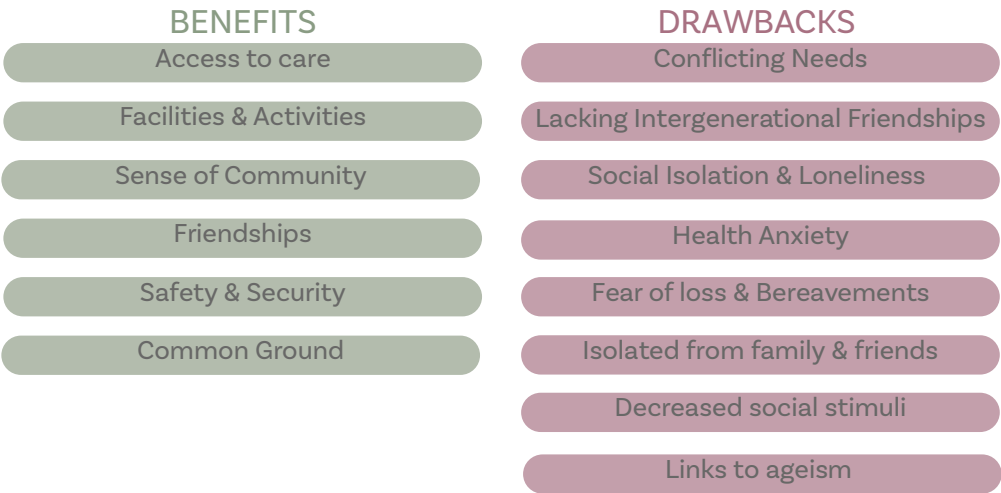 BENEFITS
Access to care
Facilities & Activities
Sense of Community
Friendships
Safety & Security
Common Ground
DRAWBACKS
Conflicting Needs
Lacking Intergenerational Friendships
Social Isolation & Loneliness
Health Anxiety
Fear of loss & Bereavements
Isolated from family & friends
Decreased social stimuli
Links to ageism